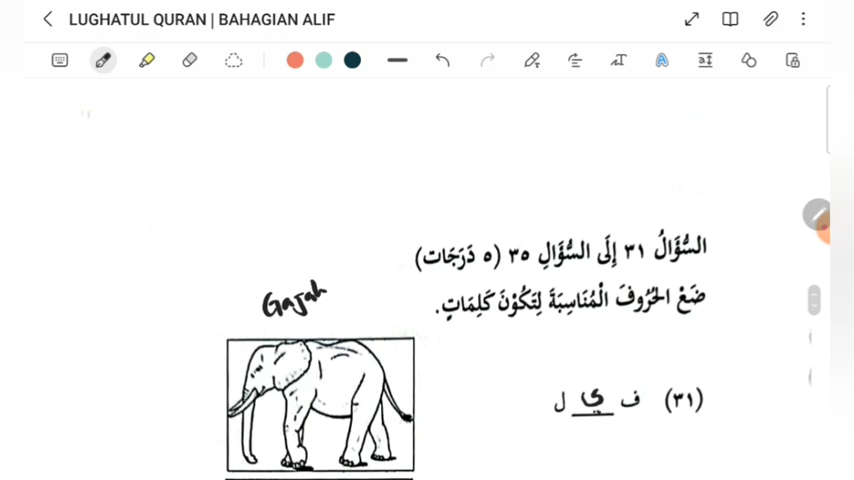 LUGHATUL QURAN | BAHAGIAN ALIF
السُّؤَالُ ٣١ إِلَى السُّؤَالِ ٣٥ (٥ دَرَجَات)
ضَعْ الحُرُوفَ الْمُنَاسِبَةَ لِتَكُوْنَ كَلِمَاتٍ.
Gajah
(٣١) ف ي ل